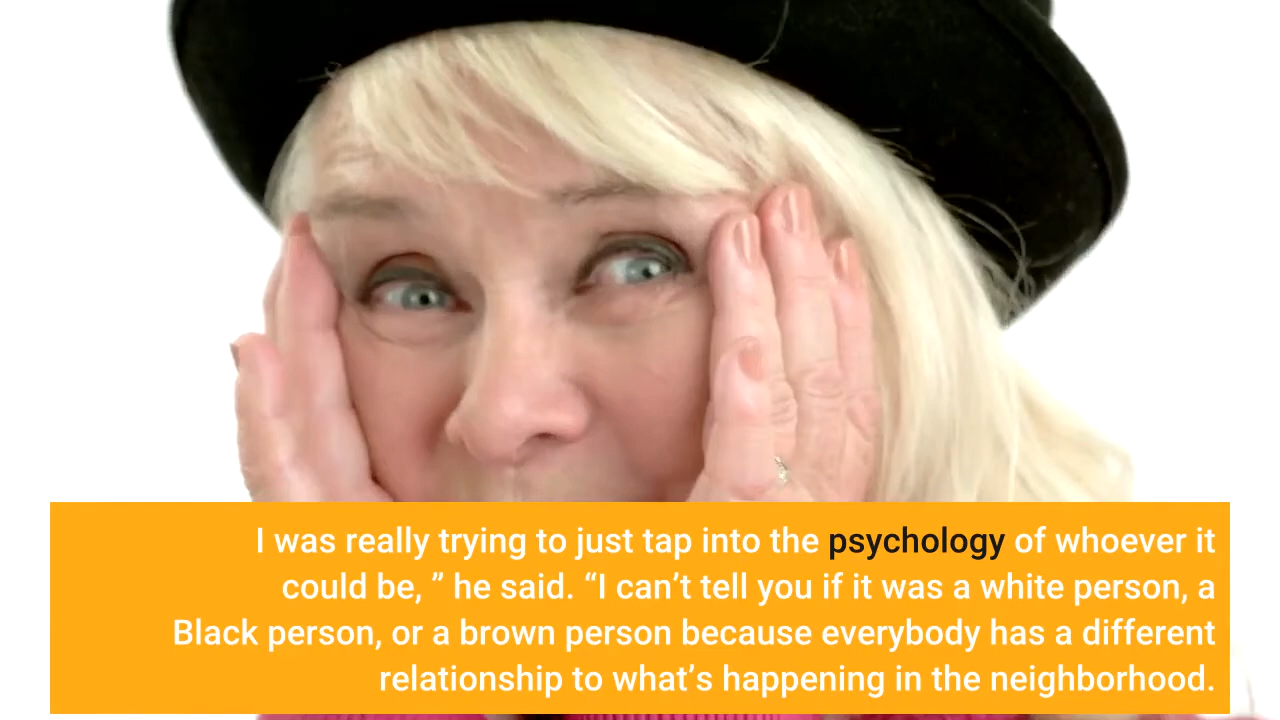 I was really trying to just tap into the psychology of whoever it
could be, ” he said. “I can’t tell you if it was a white person, a
Black person, or a brown person because everybody has a different
relationship to what’s happening in the neighborhood.